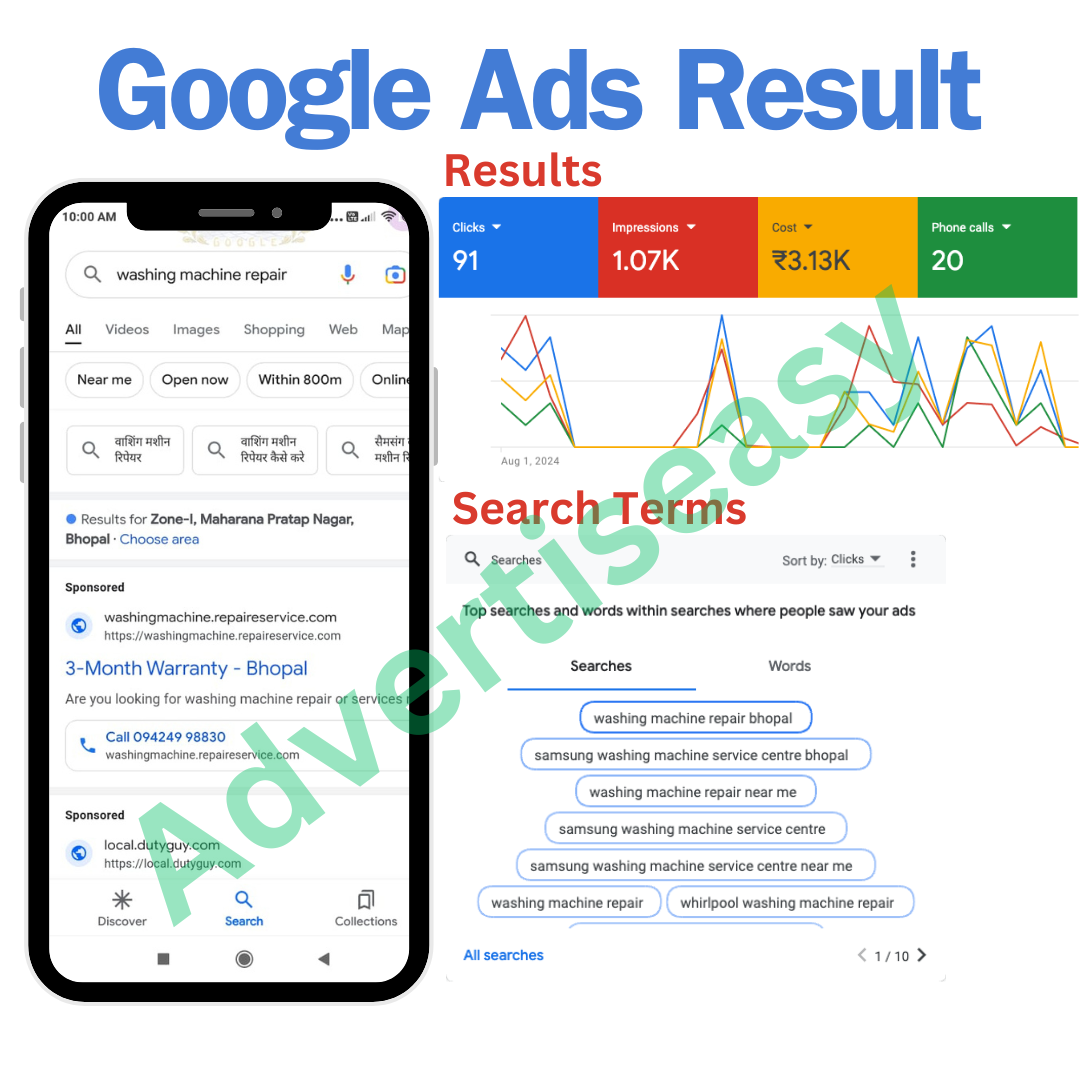 Google Ads Result
Results
10:00 AM
GOOGLE
washing machine repair
All Videos Images Shopping Web Map
Near me Open now Within 800m Online
वाशिंग मशीन
रिपेयर
वाशिंग मशीन
रिपेयर कैसे करे
सैमसंग
मशीन
Results for Zone-I, Maharana Pratap Nagar,
Bhopal · Choose area
Sponsored
washingmachine.repaireservice.com
https://washingmachine.repaireservice.com
3-Month Warranty - Bhopal
Are you looking for washing machine repair or services
Call 094249 98830
washingmachine.repaireservice.com
Sponsored
local.dutyguy.com
https://local.dutyguy.com
Discover Search Collections
Clicks
91
Impressions
1.07K
Cost
₹3.13K
Phone calls
20
Aug 1, 2024
Search Terms
Searches
Sort by: Clicks
Top searches and words within searches where people saw your ads
Searches Words
washing machine repair bhopal
samsung washing machine service centre bhopal
washing machine repair near me
samsung washing machine service centre
samsung washing machine service centre near me
washing machine repair whirlpool washing machine repair
All searches
1 / 10
Advertiseasy